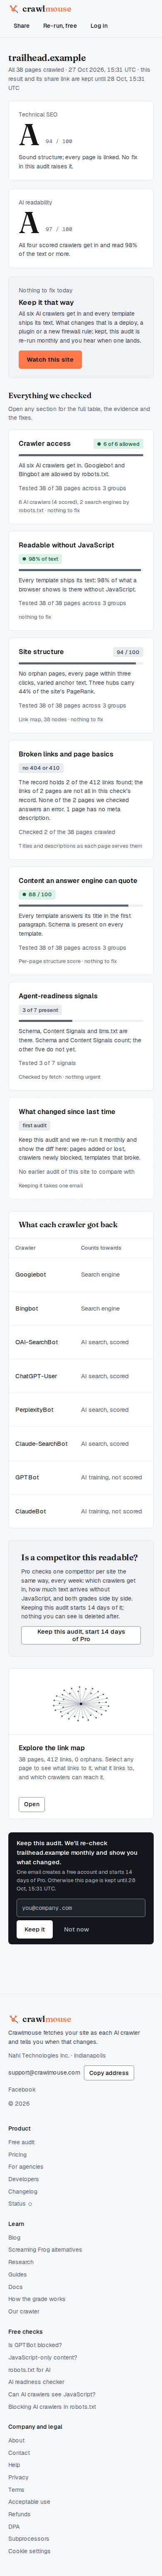 crawlmouse
Share Re-run, free Log in
trailhead.example
All 38 pages crawled · 27 Oct 2026, 15:31 UTC · this
result and its share link are kept until 28 Oct, 15:31
UTC
Technical SEO
A 94 / 100
Sound structure; every page is linked. No fix
in this audit raises it.
AI readability
A 97 / 100
All four scored crawlers get in and read 98%
of the text or more.
Nothing to fix today
Keep it that way
All six AI crawlers get in and every template
ships its text. What changes that is a deploy, a
plugin or a new firewall rule; keep this audit, it is
re-run monthly and you hear when one lands.
Watch this site
Everything we checked
Open any section for the full table, the evidence and
the fixes.
Crawler access
6 of 6 allowed
All six AI crawlers get in. Googlebot and
Bingbot are allowed by robots.txt.
Tested 38 of 38 pages across 3 groups
6 AI crawlers (4 scored), 2 search engines by
robots.txt · nothing to fix
Readable without JavaScript
98% of text
Every template ships its text: 98% of what a
browser shows is there without JavaScript.
Tested 38 of 38 pages across 3 groups
nothing to fix
Site structure
94 / 100
No orphan pages, every page within three
clicks, varied anchor text. Three hubs carry
44% of the site's PageRank.
Tested 38 of 38 pages across 3 groups
Link map, 38 nodes · nothing to fix
Broken links and page basics
no 404 or 410
The record holds 2 of the 412 links found; the
links of 2 pages are not all in this check's
record. None of the 2 pages we checked
answers an error. 1 page has no meta
description.
Checked 2 of the 38 pages crawled
Titles and descriptions as each page serves them
Content an answer engine can quote
88 / 100
Every template answers its title in the first
paragraph. Schema is present on every
template.
Tested 38 of 38 pages across 3 groups
Per-page structure score · nothing to fix
Agent-readiness signals
3 of 7 present
Schema, Content Signals and llms.txt are
there. Schema and Content Signals count; the
other five do not yet.
Tested 3 of 7 signals
Checked by fetch · nothing urgent
What changed since last time
first audit
Keep this audit and we re-run it monthly and
show the diff here: pages added or lost,
crawlers newly blocked, templates that broke.
No earlier audit of this site to compare with
Keeping it takes one email
What each crawler got back
Crawler Counts towards
Googlebot Search engine
Bingbot Search engine
OAI-SearchBot AI search, scored
ChatGPT-User AI search, scored
PerplexityBot AI search, scored
Claude-SearchBot AI search, scored
GPTBot AI training, not scored
ClaudeBot AI training, not scored
Is a competitor this readable?
Pro checks one competitor site the same
way, every week; which crawlers get
in, how much text arrives without
JavaScript, and both grades side by side.
Keeping this audit starts 14 days of it;
nothing you can see is deleted after.
Keep this audit, start 14 days
of Pro
Explore the link map
38 pages, 412 links, 0 orphans. Select any
page to see what links to it, what it links to,
and which crawlers can reach it.
Open
Keep this audit. We'll re-check
trailhead.example monthly and show you
what changed.
One email creates a free account and starts 14
days of Pro. Otherwise this page is kept until 28
Oct, 15:31 UTC.
you@company.com
Keep it Not now
crawlmouse
Crawlmouse fetches your site as each AI crawler
and tells you when that changes.
Nahl Technologies Inc. · Indianapolis
support@crawlmouse.com Copy address
Facebook
© 2026
Product
Free audit
Pricing
For agencies
Developers
Changelog
Status
Learn
Blog
Screaming Frog alternatives
Research
Guides
Docs
How the grade works
Our crawler
Free checks
Is GPTBot blocked?
JavaScript-only content?
robots.txt for AI
AI readiness checker
Can AI crawlers see JavaScript?
Blocking AI crawlers in robots.txt
Company and legal
About
Contact
Help
Privacy
Terms
Acceptable use
Refunds
DPA
Subprocessors
Cookie settings